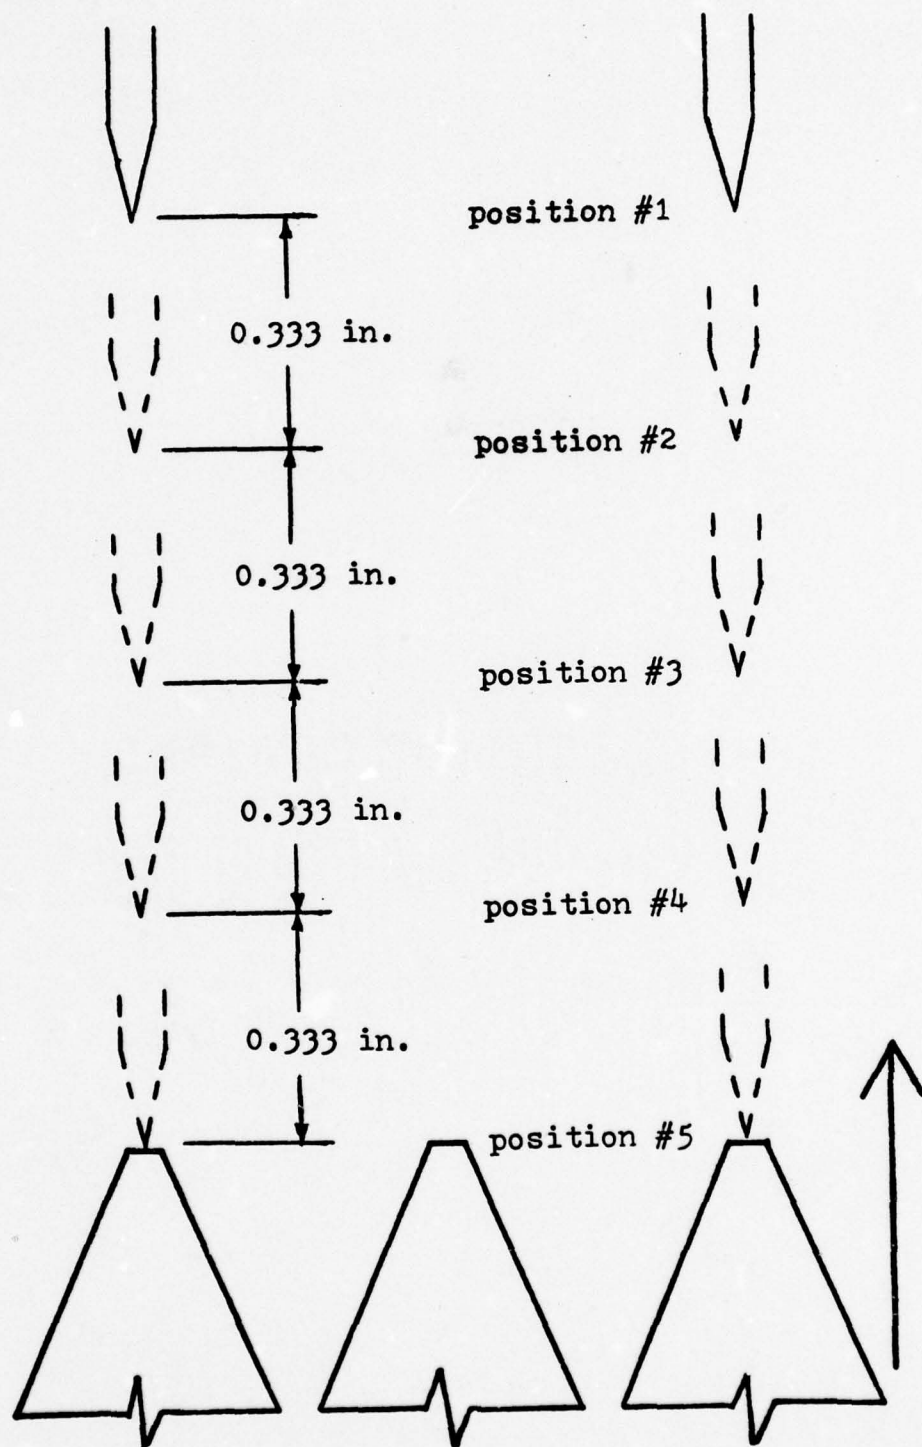 position #1
0.333 in.
position #2
0.333 in.
position #3
0.333 in.
position #4
0.333 in.
position #5